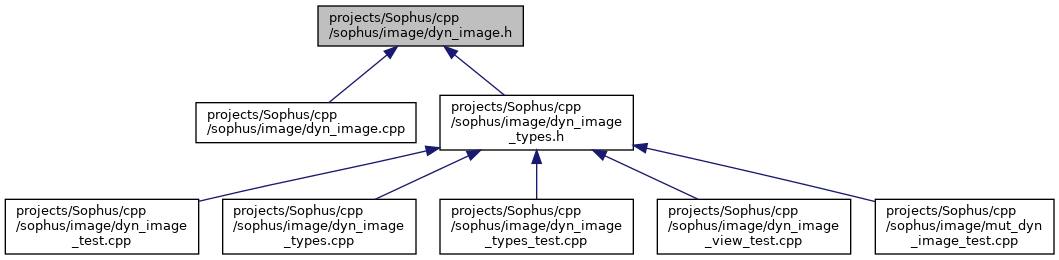 projects/Sophus/cpp
/sophus/image/dyn_image.h
projects/Sophus/cpp
/sophus/image/dyn_image.cpp
projects/Sophus/cpp
/sophus/image/dyn_image
_types.h
projects/Sophus/cpp
/sophus/image/dyn_image
_test.cpp
projects/Sophus/cpp
/sophus/image/dyn_image
_types.cpp
projects/Sophus/cpp
/sophus/image/dyn_image
_types_test.cpp
projects/Sophus/cpp
/sophus/image/dyn_image
_view_test.cpp
projects/Sophus/cpp
/sophus/image/mut_dyn
_image_test.cpp